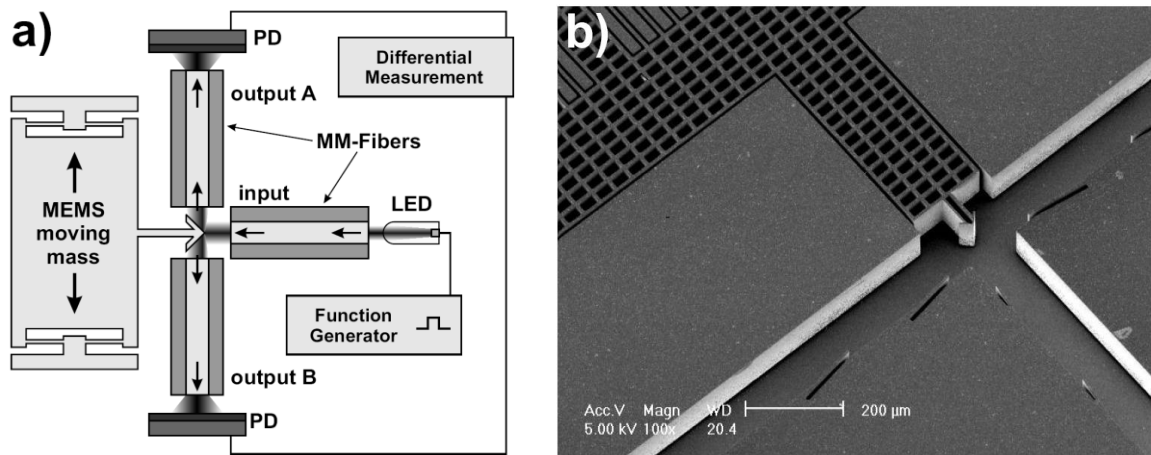 a)
PD
Differential
Measurement
output A
MM-Fibers
input
LED
MEMS
moving
mass
Function
Generator
output B
PD
b)
Acc.V Magn WD 200 µm
5.00 kV 100x 20.4